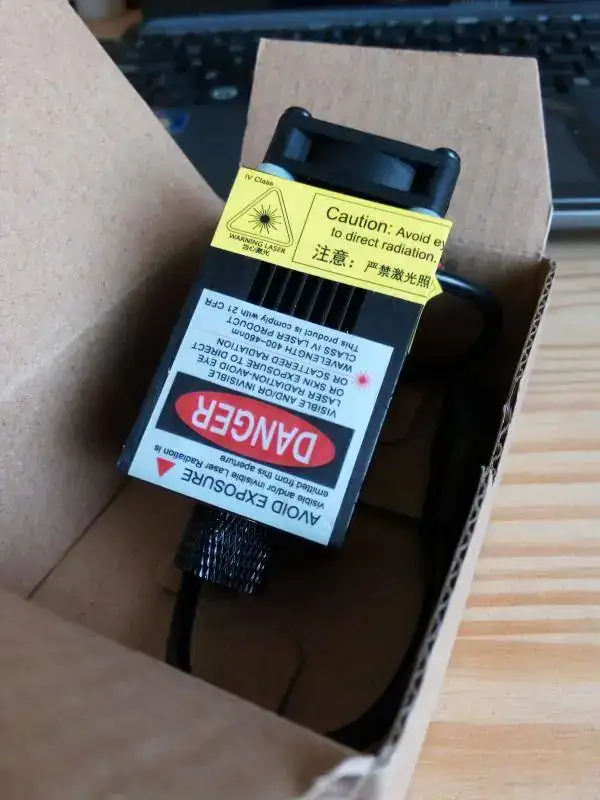 IV Class
WARNING LASER
当心激光
Caution: Avoid
to direct radiation.
注意: 严禁激光照
AVOID EXPOSURE
visible and/or invisible Laser Radiation is
emitted from this aperture
DANGER
VISIBLE AND/OR INVISIBLE
LASER RADIATION-AVOID EYE
OR SKIN EXPOSURE TO DIRECT
OR SCATTERED RADIATION
WAVELENGTH 400~460nm
CLASS IV LASER PRODUCT
This product is comply with 21 CFR